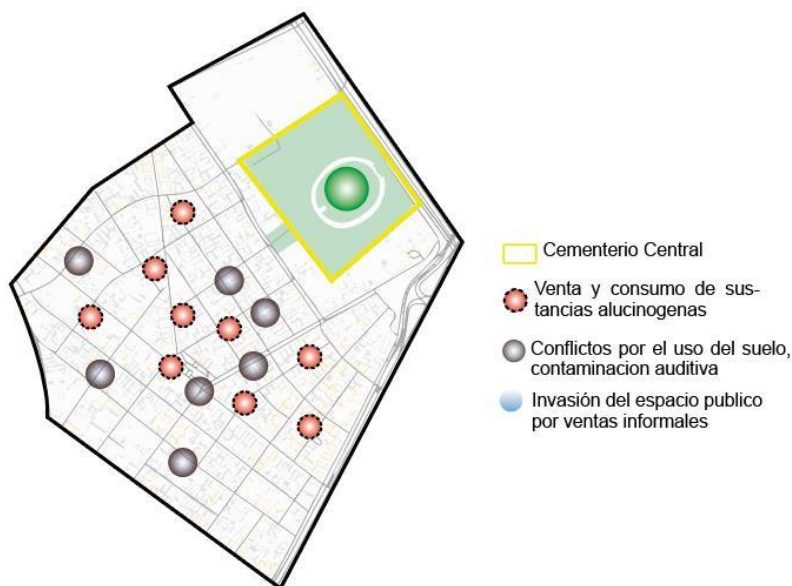 Cementerio Central
Venta y consumo de sus-
tancias alucinogenas
Conflictos por el uso del suelo,
contaminacion auditiva
Invasión del espacio publico
por ventas informales